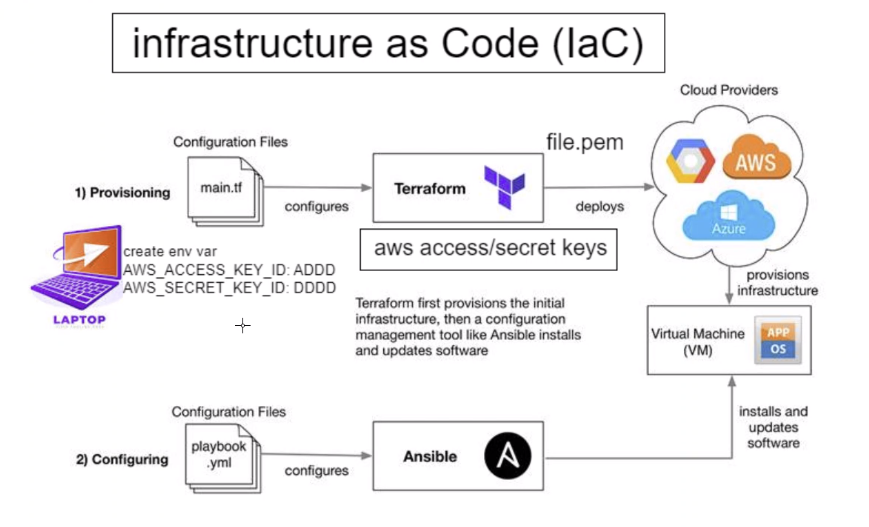 infrastructure as Code (IaC)
Cloud Providers
Configuration Files
file.pem
main.tf
1) Provisioning
Terraform
AWS
configures
deploys
Azure
aws access/secret keys
create env var
AWS_ACCESS_KEY_ID: ADDD
AWS_SECRET_KEY_ID: DDDD
LAPTOP
provisions
infrastructure
Terraform first provisions the initial
infrastructure, then a configuration
management tool like Ansible installs
and updates software
Virtual Machine
(VM)
APP
OS
Configuration Files
installs and
updates
software
playbook
.yml
2) Configuring
Ansible
configures